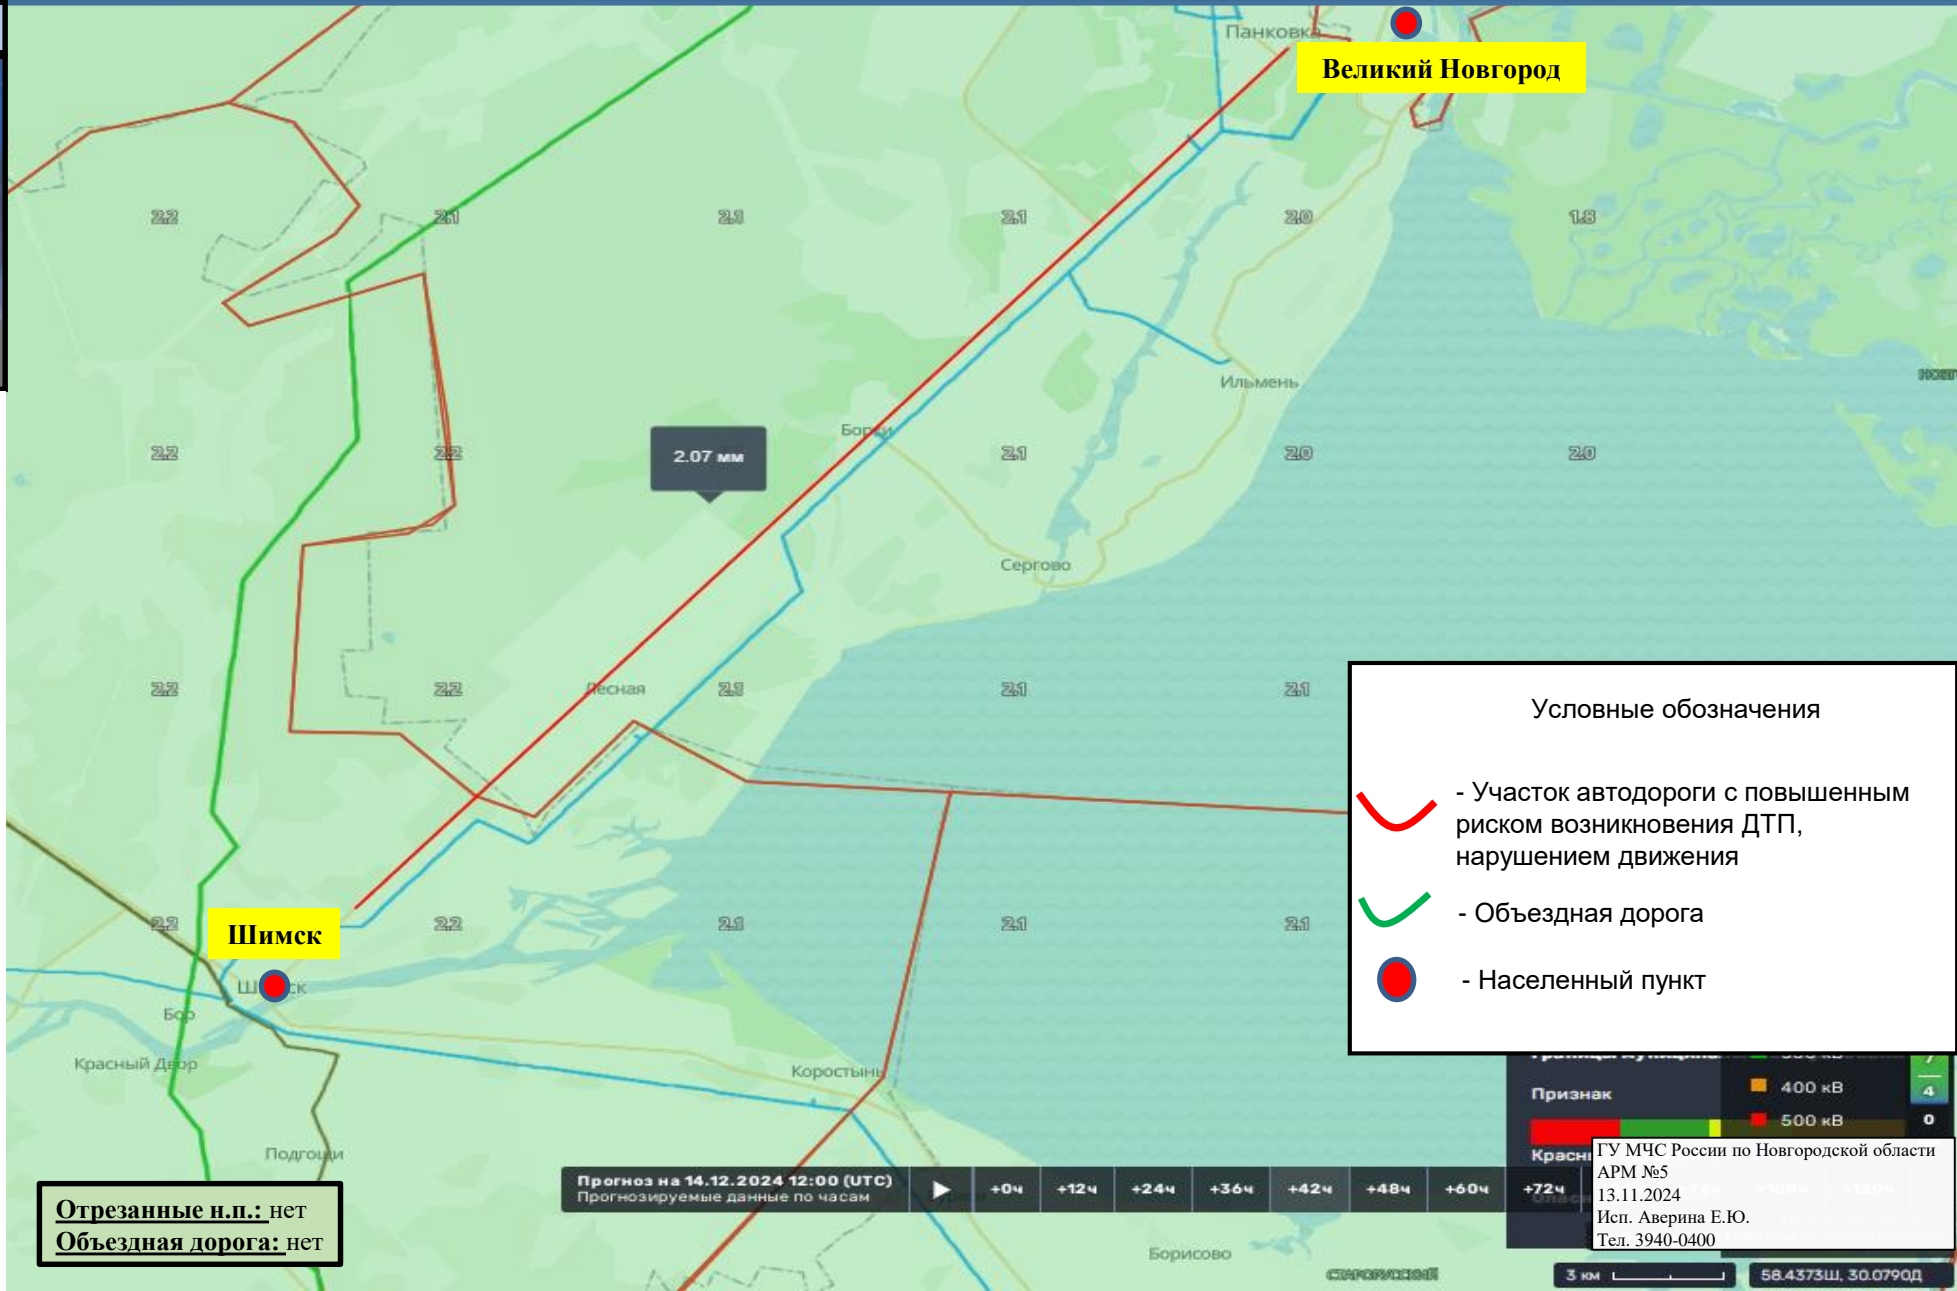 Панковка
Великий Новгород
2,2
2,1
2,1
2,1
2,0
1,8
Ильмень
2,2
2,2
2.07 мм
Борки
2,1
2,0
2,0
Сергово
2,2
2,2
Лесная
2,1
2,1
2,1
Условные обозначения
- Участок автодороги с повышенным
риском возникновения ДТП,
нарушением движения
- Объездная дорога
- Населенный пункт
2,2
Шимск
2,2
2,1
2,1
2,1
Бор
Красный Двор
Коростынь
Подгощи
7
400 кВ
4
Признак
500 кВ
0
Прогноз на 14.12.2024 12:00 (UTC)
Прогнозируемые данные по часам
+0ч +12ч +24ч +36ч +42ч +48ч +60ч +72ч
ГУ МЧС России по Новгородской области
АРМ №5
13.11.2024
Исп. Аверина Е.Ю.
Тел. 3940-0400
Отрезанные н.п.: нет
Объездная дорога: нет
Борисово
СТАРОРУССКИЙ
3 км
58.4373Ш, 30.0790Д